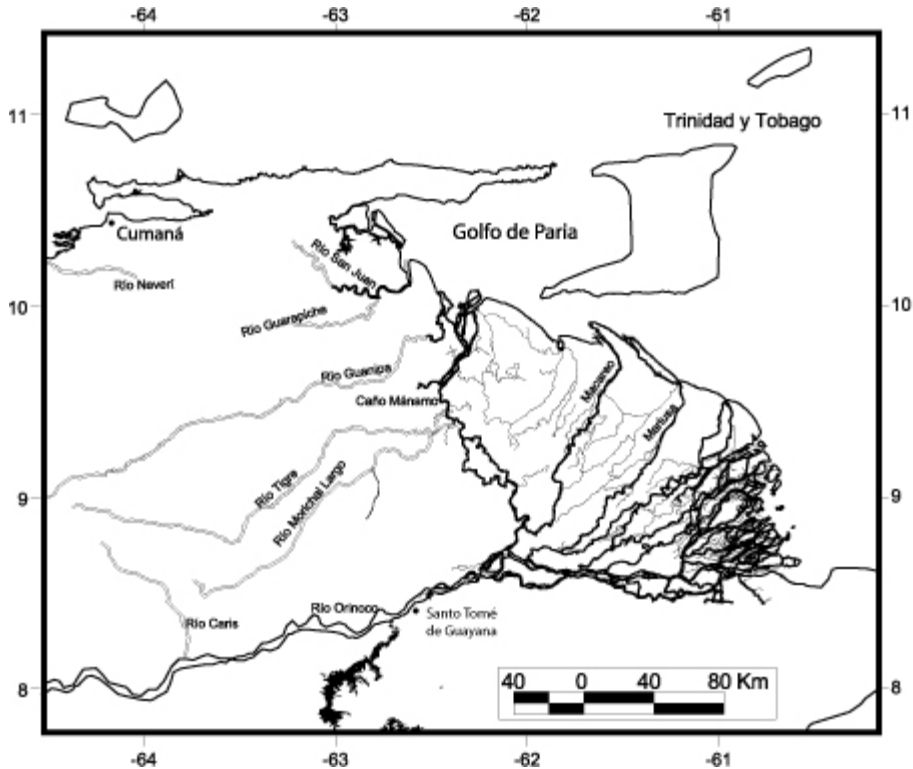 -64 -63 -62 -61
11 11
Trinidad y Tobago
Cumaná
Golfo de Paria
Río San Juan
Río Neverí
10 10
Río Guarapiche
Río Guanipa
Macareo
Caño Mánamo
Mariusa
9 9
Río Tigre
Río Morichal Largo
Río Orinoco
Santo Tomé
de Guayana
Río Caris
8 8
40 0 40 80 Km
-64 -63 -62 -61